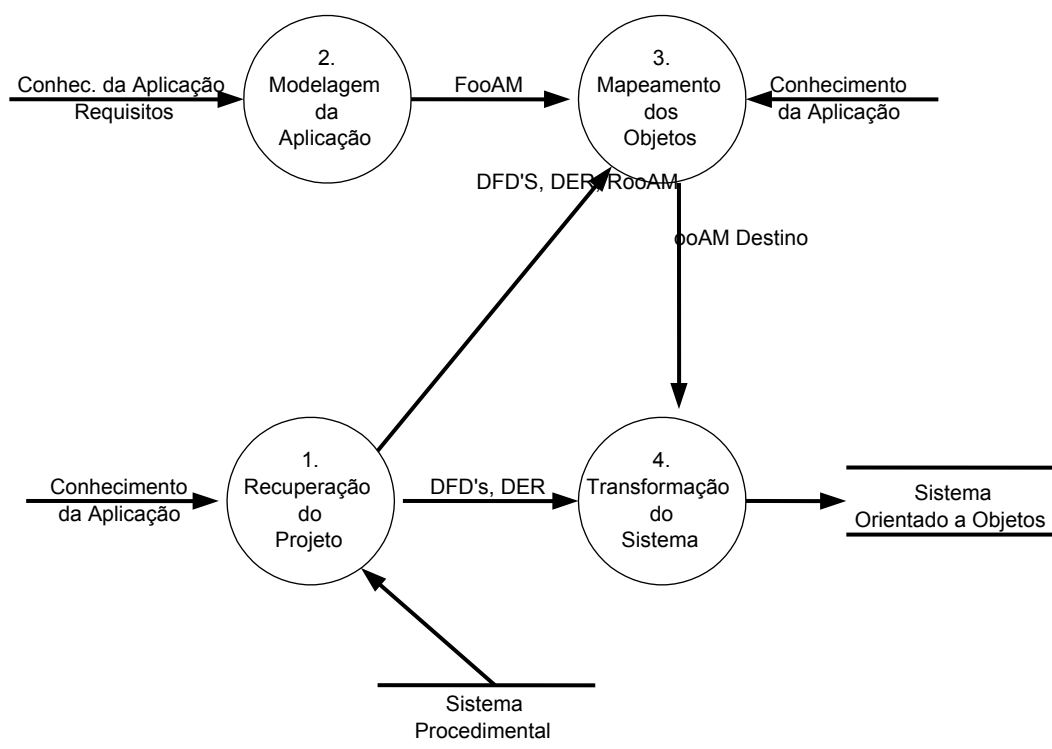 2.
Modelagem
da
Aplicação
3.
Mapeamento
dos
Objetos
Conhec. da Aplicação
Requisitos
FooAM
Conhecimento
da Aplicação
DFD'S, DER, RooAM
ooAM Destino
1.
Recuperação
do
Projeto
4.
Transformação
do
Sistema
Conhecimento
da Aplicação
DFD's, DER
Sistema
Orientado a Objetos
Sistema
Procedimental